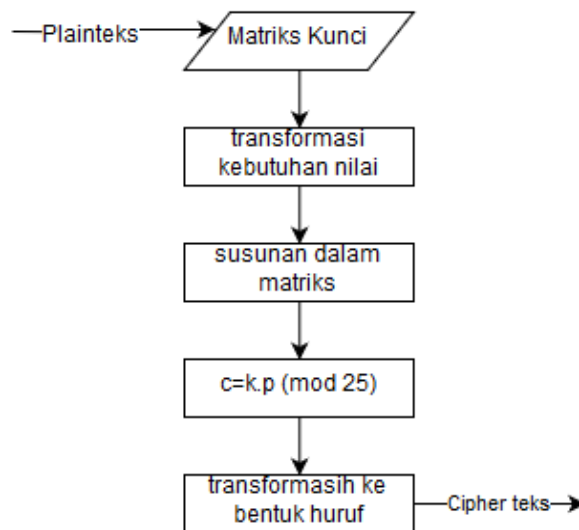 Plainteks
Matriks Kunci
transformasi
kebutuhan nilai
susunan dalam
matriks
c=k.p (mod 25)
transformasih ke
bentuk huruf
Cipher teks